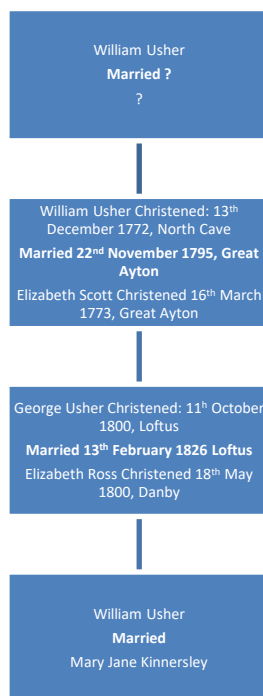 William Usher
Married ?
?
William Usher Christened: 13th
December 1772, North Cave
Married 22nd November 1795, Great
Ayton
Elizabeth Scott Christened 16th March
1773, Great Ayton
George Usher Christened: 11h October
1800, Loftus
Married 13th February 1826 Loftus
Elizabeth Ross Christened 18th May
1800, Danby
William Usher
Married
Mary Jane Kinnersley